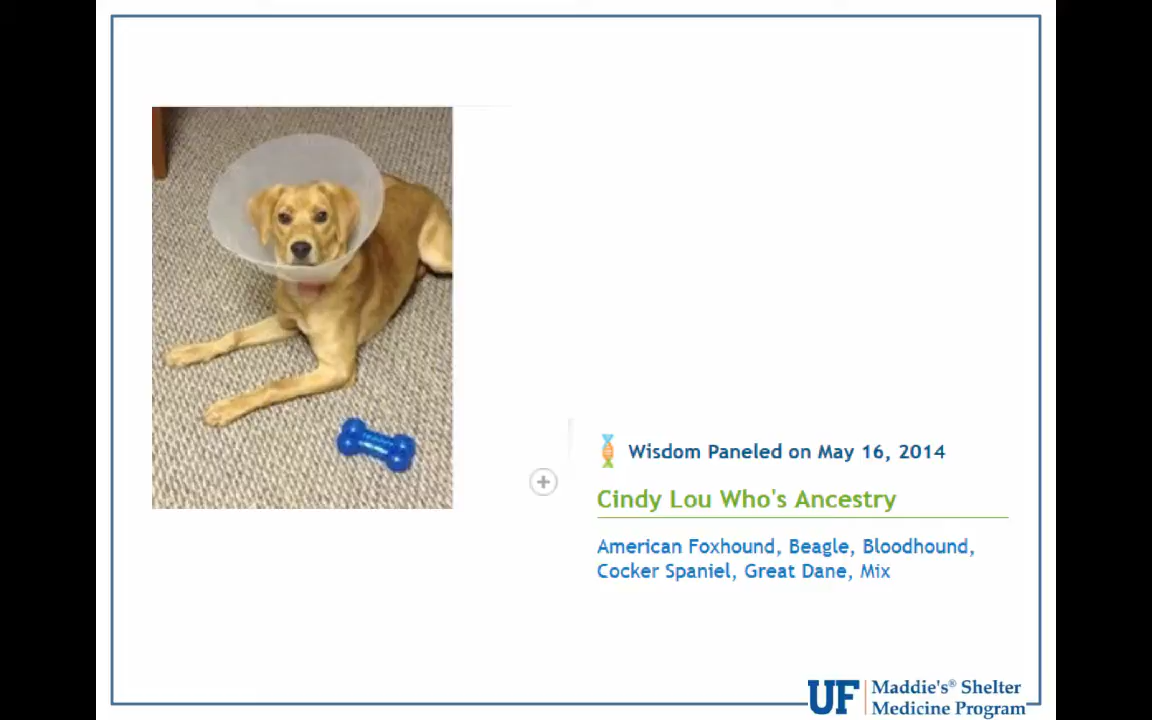 Wisdom Paneled on May 16, 2014
Cindy Lou Who's Ancestry
American Foxhound, Beagle, Bloodhound,
Cocker Spaniel, Great Dane, Mix
UF Maddie's® Shelter
Medicine Program